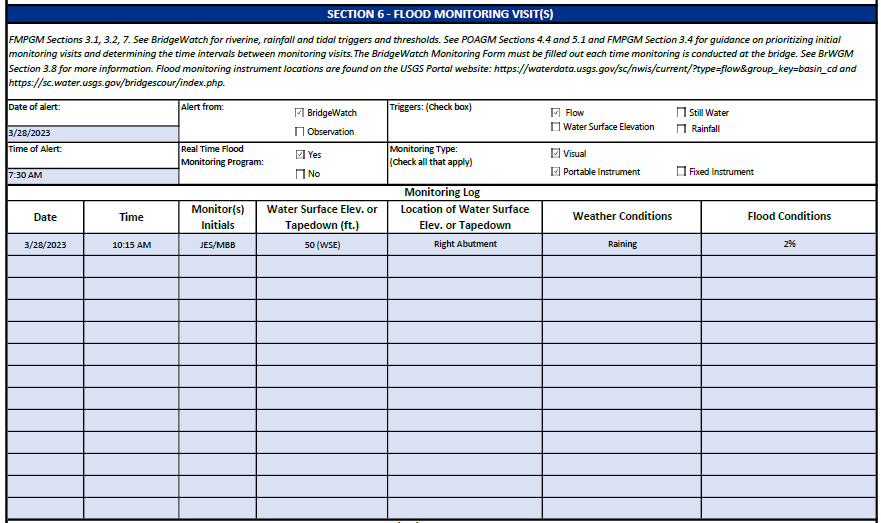 SECTION 6 - FLOOD MONITORING VISIT(S)
FMPGM Sections 3.1, 3.2, 7. See BridgeWatch for riverine, rainfall and tidal triggers and thresholds. See POAGM Sections 4.4 and 5.1 and FMPGM Section 3.4 for guidance on prioritizing initial
monitoring visits and determining the time intervals between monitoring visits.The BridgeWatch Monitoring Form must be filled out each time monitoring is conducted at the bridge. See BrWGM
Section 3.8 for more information. Flood monitoring instrument locations are found on the USGS Portal website: https://waterdata.usgs.gov/sc/nwis/current/?type=flow&group_key=basin_cd and
https://sc.water.usgs.gov/bridgescour/index.php.
Date of alert:
3/28/2023
Alert from:
BridgeWatch
Observation
Triggers: (Check box)
Flow
Still Water
Water Surface Elevation
Rainfall
Time of Alert:
7:30 AM
Real Time Flood
Monitoring Program:
Yes
No
Monitoring Type:
(Check all that apply)
Visual
Portable Instrument
Fixed Instrument
Monitoring Log
Date
Time
Monitor(s)
Initials
Water Surface Elev. or
Tapedown (ft.)
Location of Water Surface
Elev. or Tapedown
Weather Conditions
Flood Conditions
3/28/2023
10:15 AM
JES/MBB
50 (WSE)
Right Abutment
Raining
2%